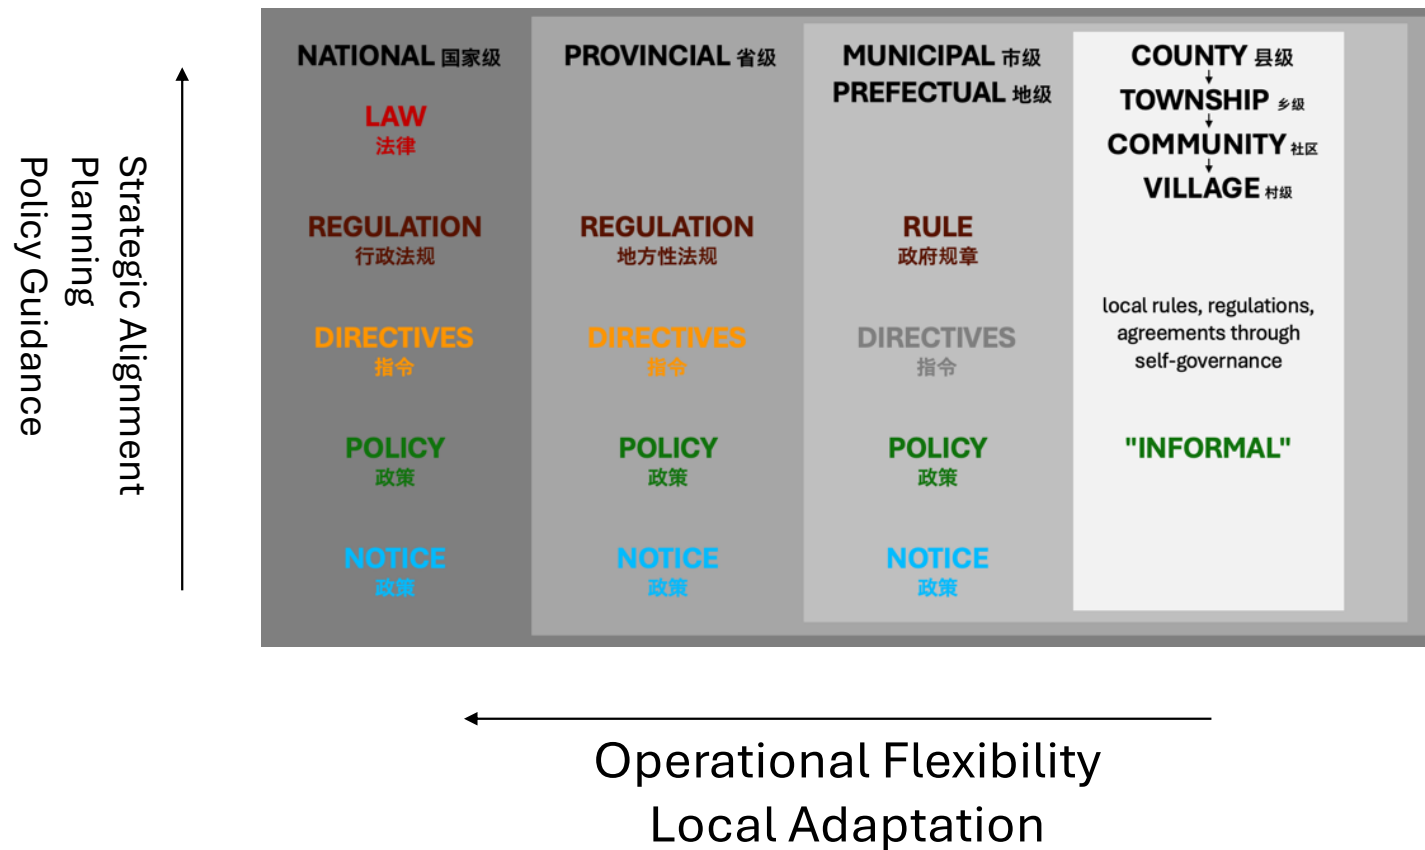 Strategic Alignment
Planning
Policy Guidance
NATIONAL 国家级
LAW
法律
REGULATION
行政法规
DIRECTIVES
指令
POLICY
政策
NOTICE
政策
PROVINCIAL 省级
REGULATION
地方性法规
DIRECTIVES
指令
POLICY
政策
NOTICE
政策
MUNICIPAL 市级
PREFECTUAL 地级
RULE
政府规章
DIRECTIVES
指令
POLICY
政策
NOTICE
政策
COUNTY 县级
TOWNSHIP 乡级
COMMUNITY 社区
VILLAGE 村级
local rules, regulations,
agreements through
self-governance
"INFORMAL"
Operational Flexibility
Local Adaptation